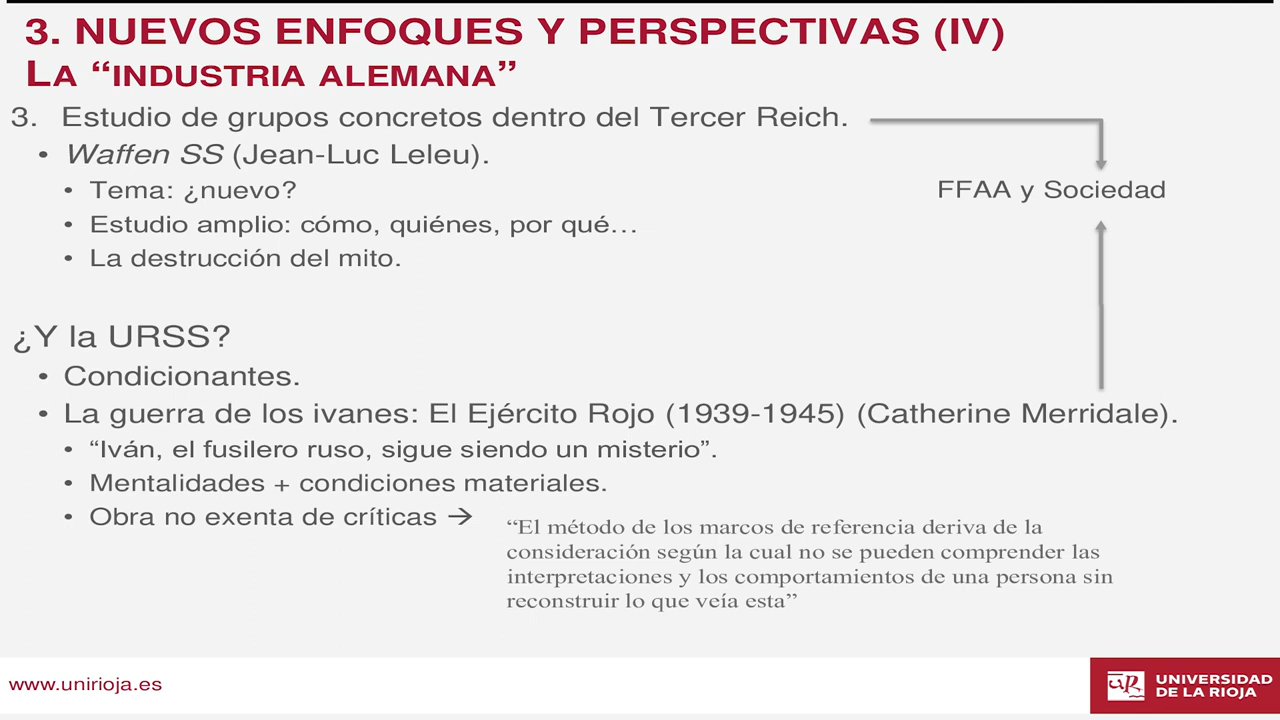 3. NUEVOS ENFOQUES Y PERSPECTIVAS (IV)
LA “INDUSTRIA ALEMANA”
3. Estudio de grupos concretos dentro del Tercer Reich.
• Waffen SS (Jean-Luc Leleu).
• Tema: ¿nuevo?
FFAA y Sociedad
• Estudio amplio: cómo, quiénes, por qué…
• La destrucción del mito.
¿Y la URSS?
• Condicionantes.
• La guerra de los ivanes: El Ejército Rojo (1939-1945) (Catherine Merridale).
• “Iván, el fusilero ruso, sigue siendo un misterio”.
• Mentalidades + condiciones materiales.
• Obra no exenta de críticas →
“El método de los marcos de referencia deriva de la
consideración según la cual no se pueden comprender las
interpretaciones y los comportamientos de una persona sin
reconstruir lo que veía esta”
www.unirioja.es
UNIVERSIDAD
DE LA RIOJA